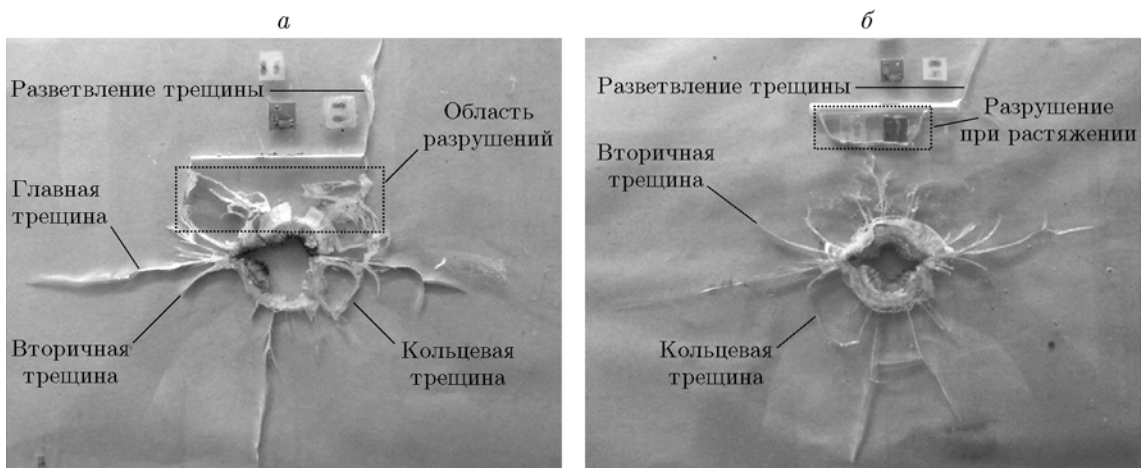 а
Разветвление трещины
Область
разрушений
Главная
трещина
Вторичная
трещина
Кольцевая
трещина
б
Разветвление трещины
Разрушение
при растяжении
Вторичная
трещина
Кольцевая
трещина